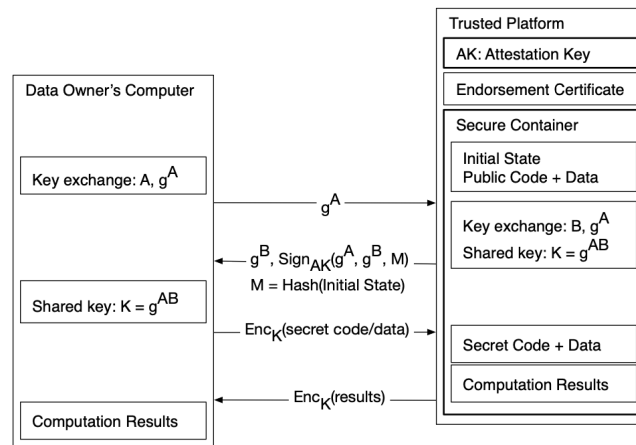 Trusted Platform
AK: Attestation Key
Endorsement Certificate
Data Owner's Computer
Secure Container
Initial State
Public Code + Data
Key exchange: A, g^A
g^A
Key exchange: B, g^A
Shared key: K = g^AB
g^B, Sign_AK(g^A, g^B, M)
M = Hash(Initial State)
Shared key: K = g^AB
Enc_K(secret code/data)
Secret Code + Data
Enc_K(results)
Computation Results
Computation Results